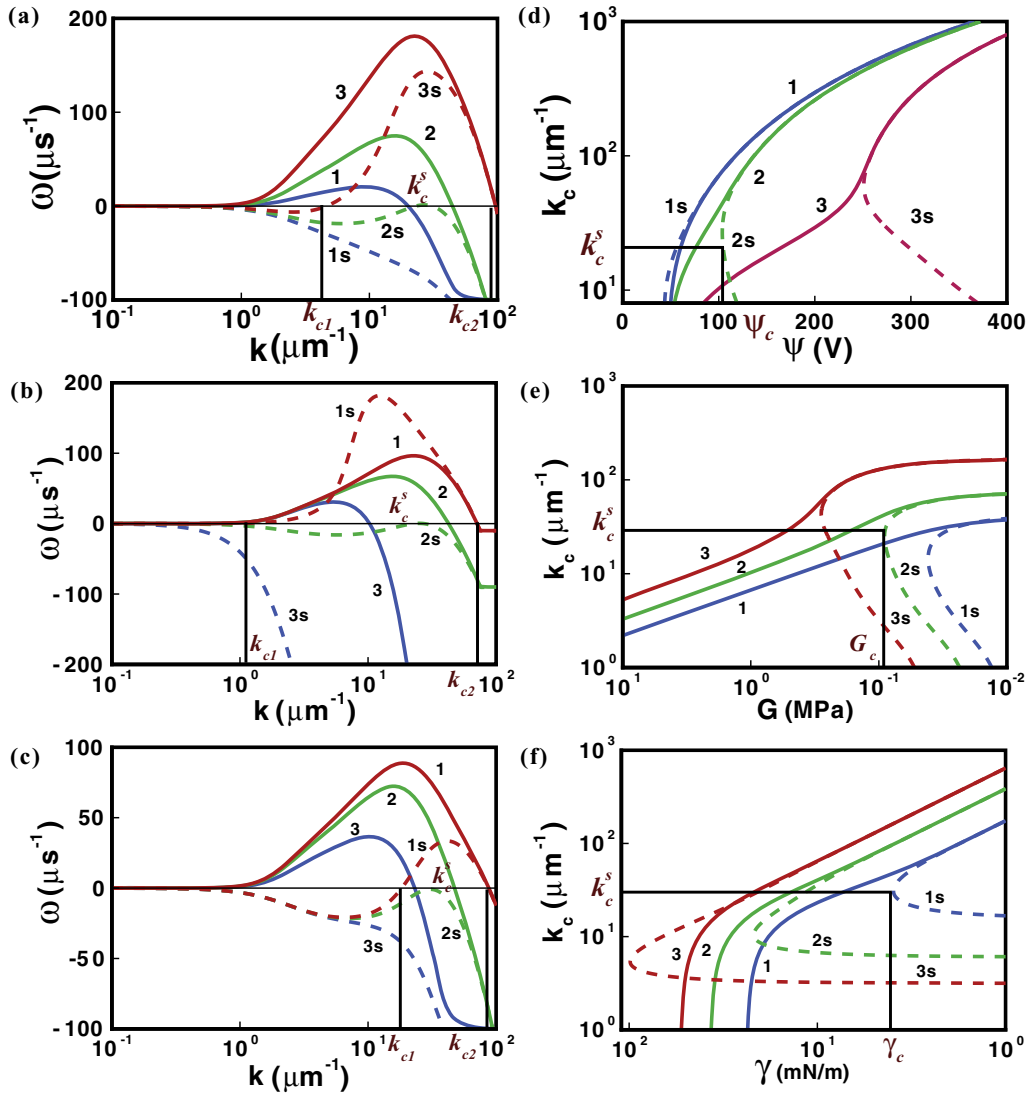 (a)
200
100
0
-100
ω (μs⁻¹)
3
3s
2
1
k_c^s
2s
1s
10⁻¹ 10⁰ 10¹ 10²
k_c1 k_c2
k (μm⁻¹)
(b)
200
100
0
-100
-200
ω (μs⁻¹)
1s
1
2
k_c^s
2s
3
3s
k_c1 k_c2
10⁻¹ 10⁰ 10¹ 10²
k (μm⁻¹)
(c)
100
50
0
-50
-100
ω (μs⁻¹)
1
2
3
1s
k_c^s
2s
3s
10⁻¹ 10⁰ 10¹ 10²
k_c1 k_c2
k (μm⁻¹)
(d)
10³
10²
10¹
k_c (μm⁻¹)
k_c^s
1
2
1s
2s
3
3s
0 100 200 300 400
Ψ_c
Ψ (V)
(e)
10³
10²
10¹
10⁰
k_c (μm⁻¹)
k_c^s
3
2
1
2s
1s
3s
G_c
10¹ 10⁰ 10⁻¹ 10⁻²
G (MPa)
(f)
10³
10²
10¹
10⁰
k_c (μm⁻¹)
k_c^s
1s
3 2 1
2s
3s
10² 10¹ 10⁰
γ_c
γ (mN/m)